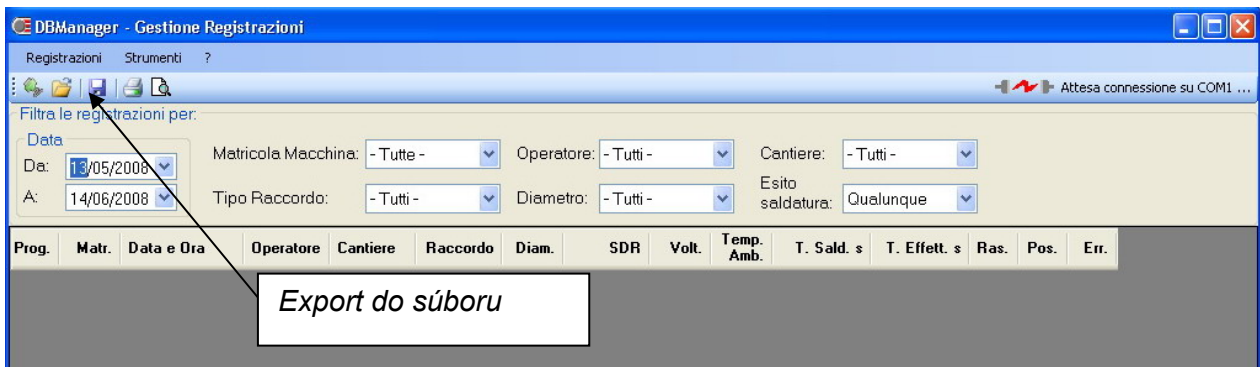 DBManager - Gestione Registrazioni
Registrazioni Strumenti ?
Attesa connessione su COM1 ...
Filtra le registrazioni per:
Data
Da: 13/05/2008 Matricola Macchina: - Tutte - Operatore: - Tutti - Cantiere: - Tutti -
A: 14/06/2008 Tipo Raccordo: - Tutti - Diametro: - Tutti - Esito saldatura: Qualunque
Prog. Matr. Data e Ora Operatore Cantiere Raccordo Diam. SDR Volt. Temp. Amb. T. Sald. s T. Effett. s Ras. Pos. Err.
Export do súboru